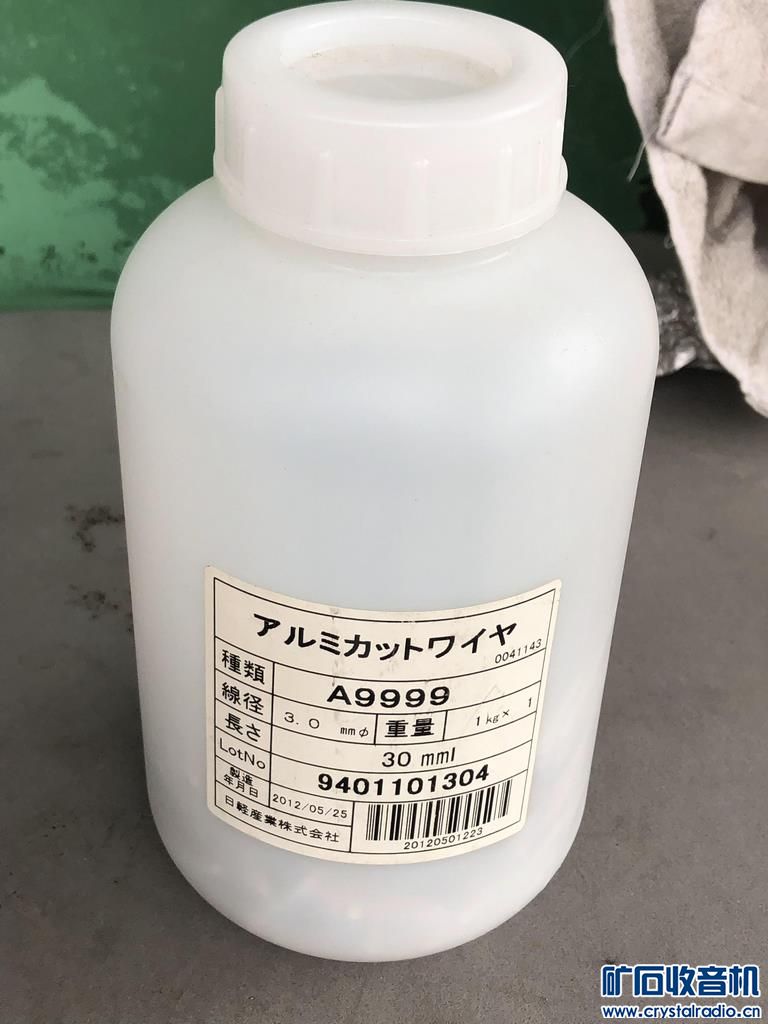 アルミカットワイヤ
0041143
種類 A9999
線径 3.0 mmφ 重量 1kg× 1
長さ 30 mml
LotNo 9401101304
製造
年月日 2012/05/25
日軽産業株式会社
20120501223
矿石收音机
www.crystalradio.cn